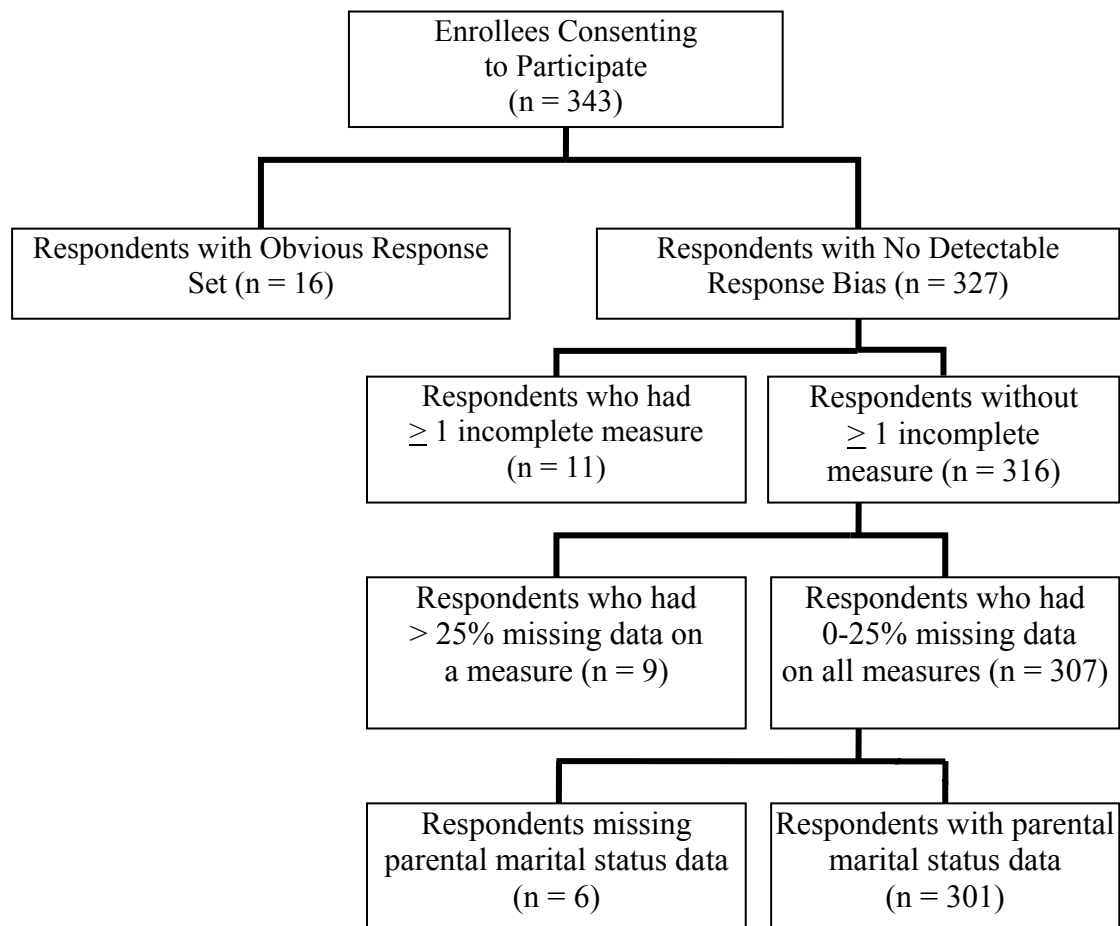 Enrollees Consenting
to Participate
(n = 343)
Respondents with Obvious Response
Set (n = 16)
Respondents with No Detectable
Response Bias (n = 327)
Respondents who had
≥ 1 incomplete measure
(n = 11)
Respondents without
≥ 1 incomplete
measure (n = 316)
Respondents who had
> 25% missing data on
a measure (n = 9)
Respondents who had
0-25% missing data
on all measures (n = 307)
Respondents missing
parental marital status data
(n = 6)
Respondents with parental
marital status data
(n = 301)